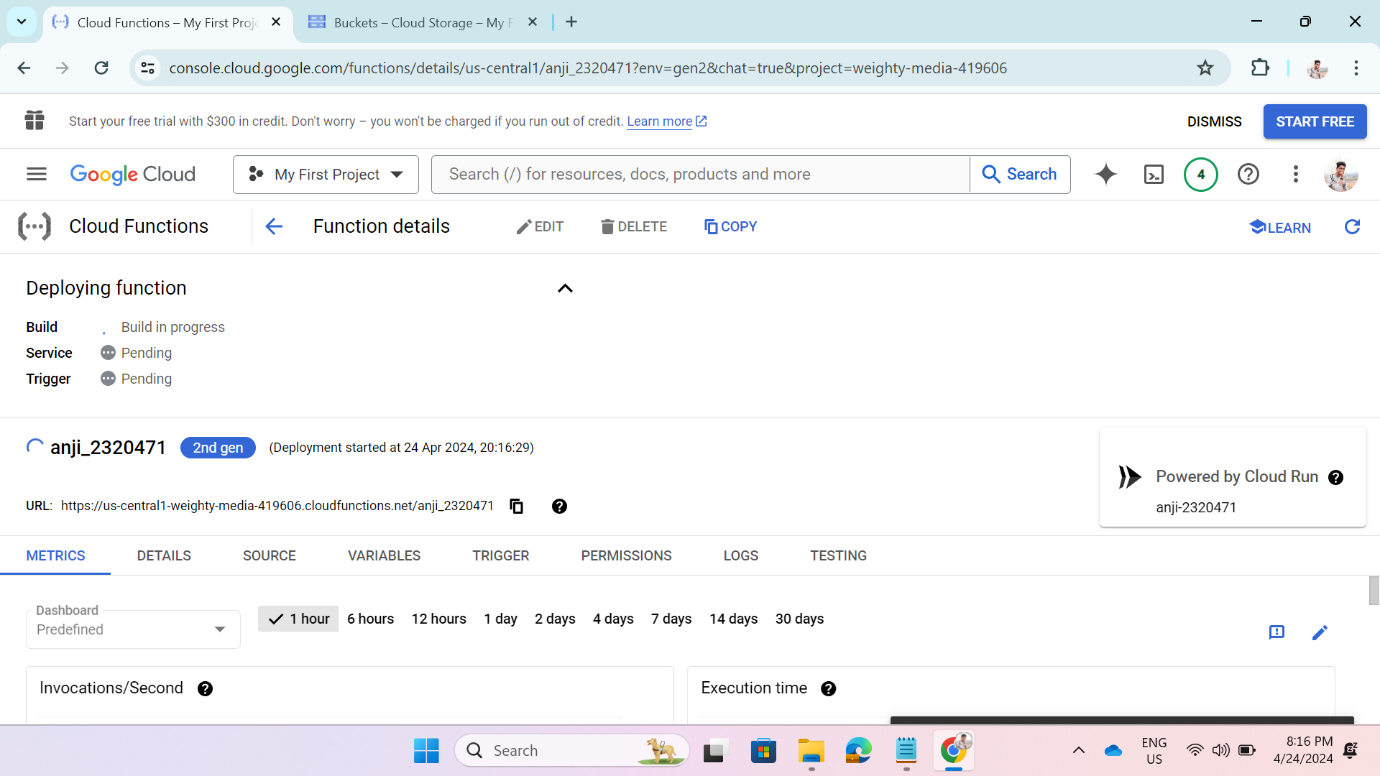 Cloud Functions – My First Proje
Buckets – Cloud Storage – My F
console.cloud.google.com/functions/details/us-central1/anji_2320471?env=gen2&chat=true&project=weighty-media-419606
Start your free trial with $300 in credit. Don't worry – you won't be charged if you run out of credit. Learn more
DISMISS
START FREE
Google Cloud
My First Project
Search (/) for resources, docs, products and more
Search
4
Cloud Functions
Function details
EDIT
DELETE
COPY
LEARN
Deploying function
Build Build in progress
Service Pending
Trigger Pending
anji_2320471 2nd gen (Deployment started at 24 Apr 2024, 20:16:29)
Powered by Cloud Run
anji-2320471
URL: https://us-central1-weighty-media-419606.cloudfunctions.net/anji_2320471
METRICS DETAILS SOURCE VARIABLES TRIGGER PERMISSIONS LOGS TESTING
Dashboard
Predefined
1 hour 6 hours 12 hours 1 day 2 days 4 days 7 days 14 days 30 days
Invocations/Second
Execution time
Search
ENG
US
8:16 PM
4/24/2024